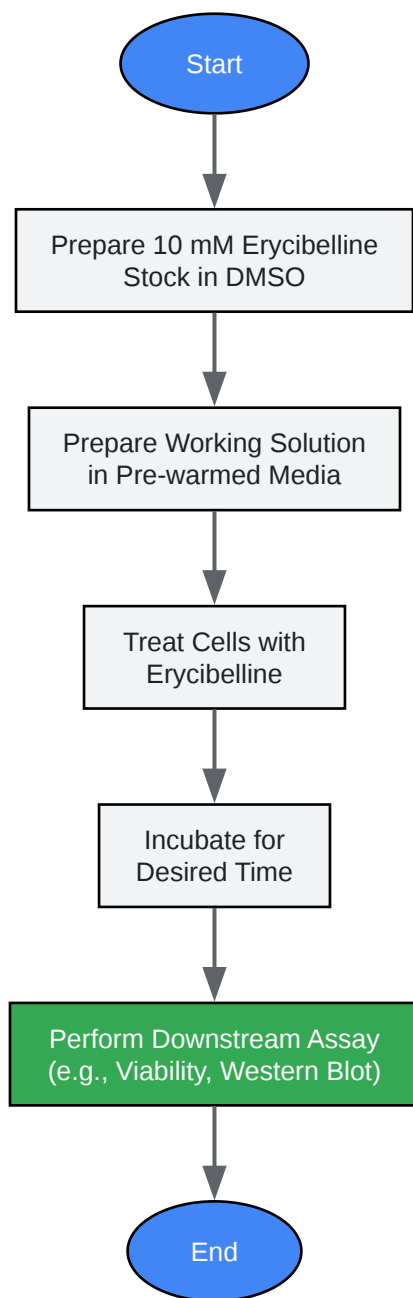 Start
Prepare 10 mM Erycibelline
Stock in DMSO
Prepare Working Solution
in Pre-warmed Media
Treat Cells with
Erycibelline
Incubate for
Desired Time
Perform Downstream Assay
(e.g., Viability, Western Blot)
End